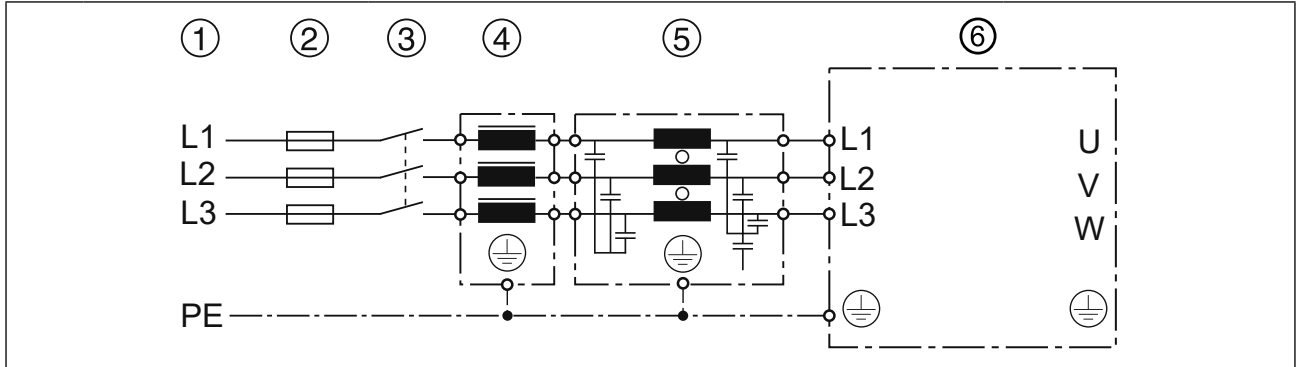 ① ② ③ ④ ⑤ ⑥
L1 L1 U
L2 L2 V
L3 L3 W
PE